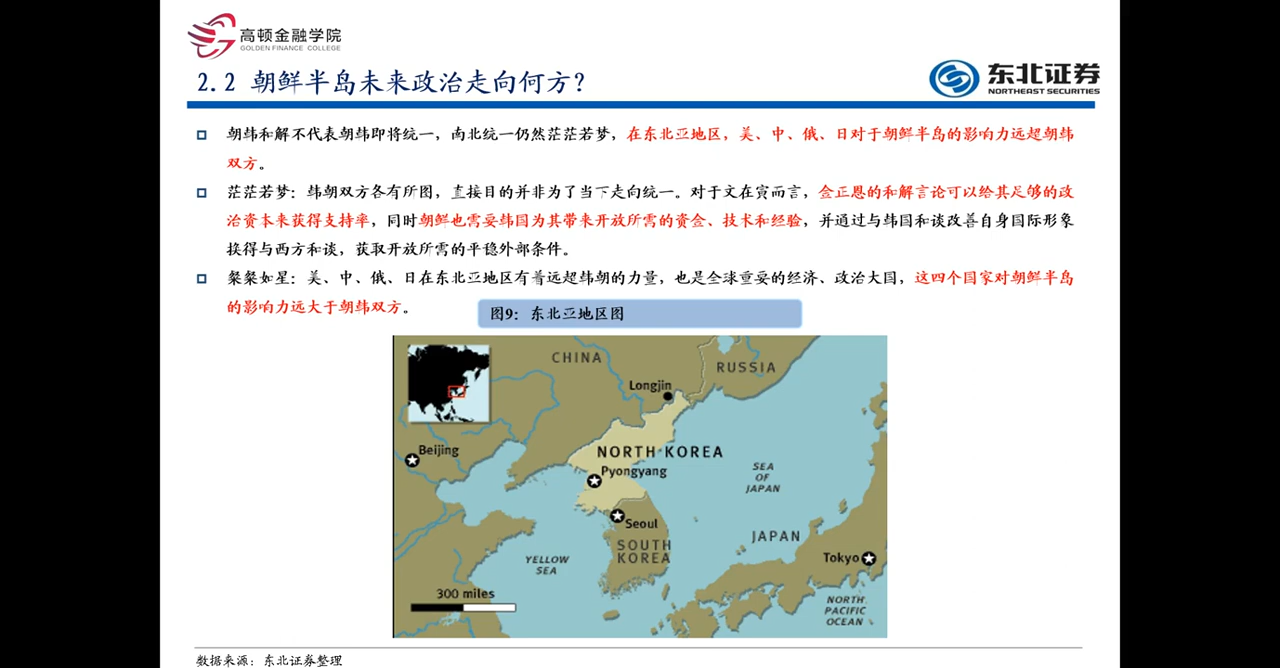 高顿金融学院
GOLDEN FINANCE COLLEGE
2.2 朝鲜半岛未来政治走向何方?
东北证券
NORTHEAST SECURITIES
朝韩和解不代表朝韩即将统一，南北统一仍然茫茫若梦，在东北亚地区，美、中、俄、日对于朝鲜半岛的影响力远超朝韩
双方。
茫茫若梦：韩朝双方各有所图，直接目的并非为了当下走向统一。对于文在寅而言，金正恩的和解言论可以给其足够的政
治资本来获得支持率，同时朝鲜也需要韩国为其带来开放所需的资金、技术和经验，并通过与韩国和谈改善自身国际形象
换得与西方和谈，获取开放所需的平稳外部条件。
粲粲如星：美、中、俄、日在东北亚地区有着远超韩朝的力量，也是全球重要的经济、政治大国，这四个国家对朝鲜半岛
的影响力远大于朝韩双方。
图9：东北亚地区图
CHINA
RUSSIA
Longjin
Beijing
NORTH KOREA
Pyongyang
SEA
OF
JAPAN
Seoul
SOUTH
KOREA
JAPAN
Tokyo
YELLOW
SEA
300 miles
NORTH
PACIFIC
OCEAN
数据来源：东北证券整理